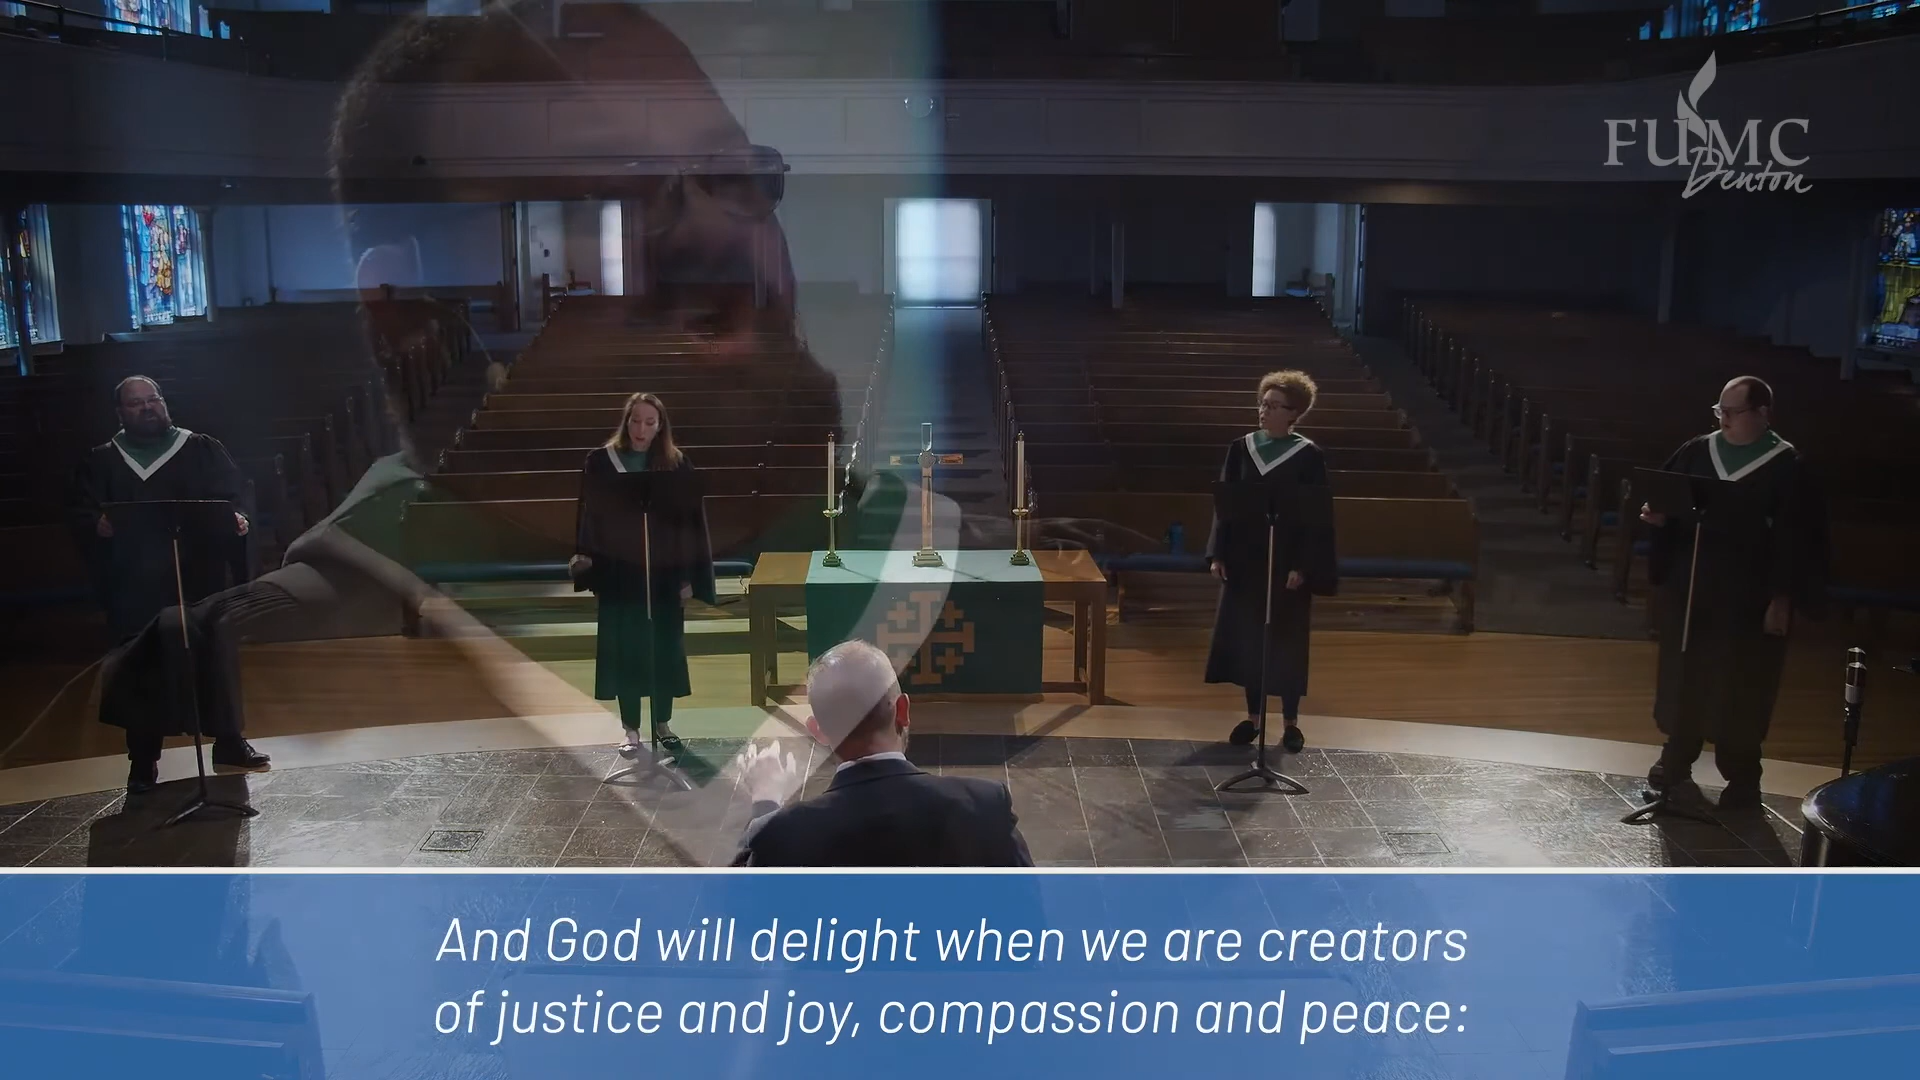 FUMC
Denton
And God will delight when we are creators
of justice and joy, compassion and peace: